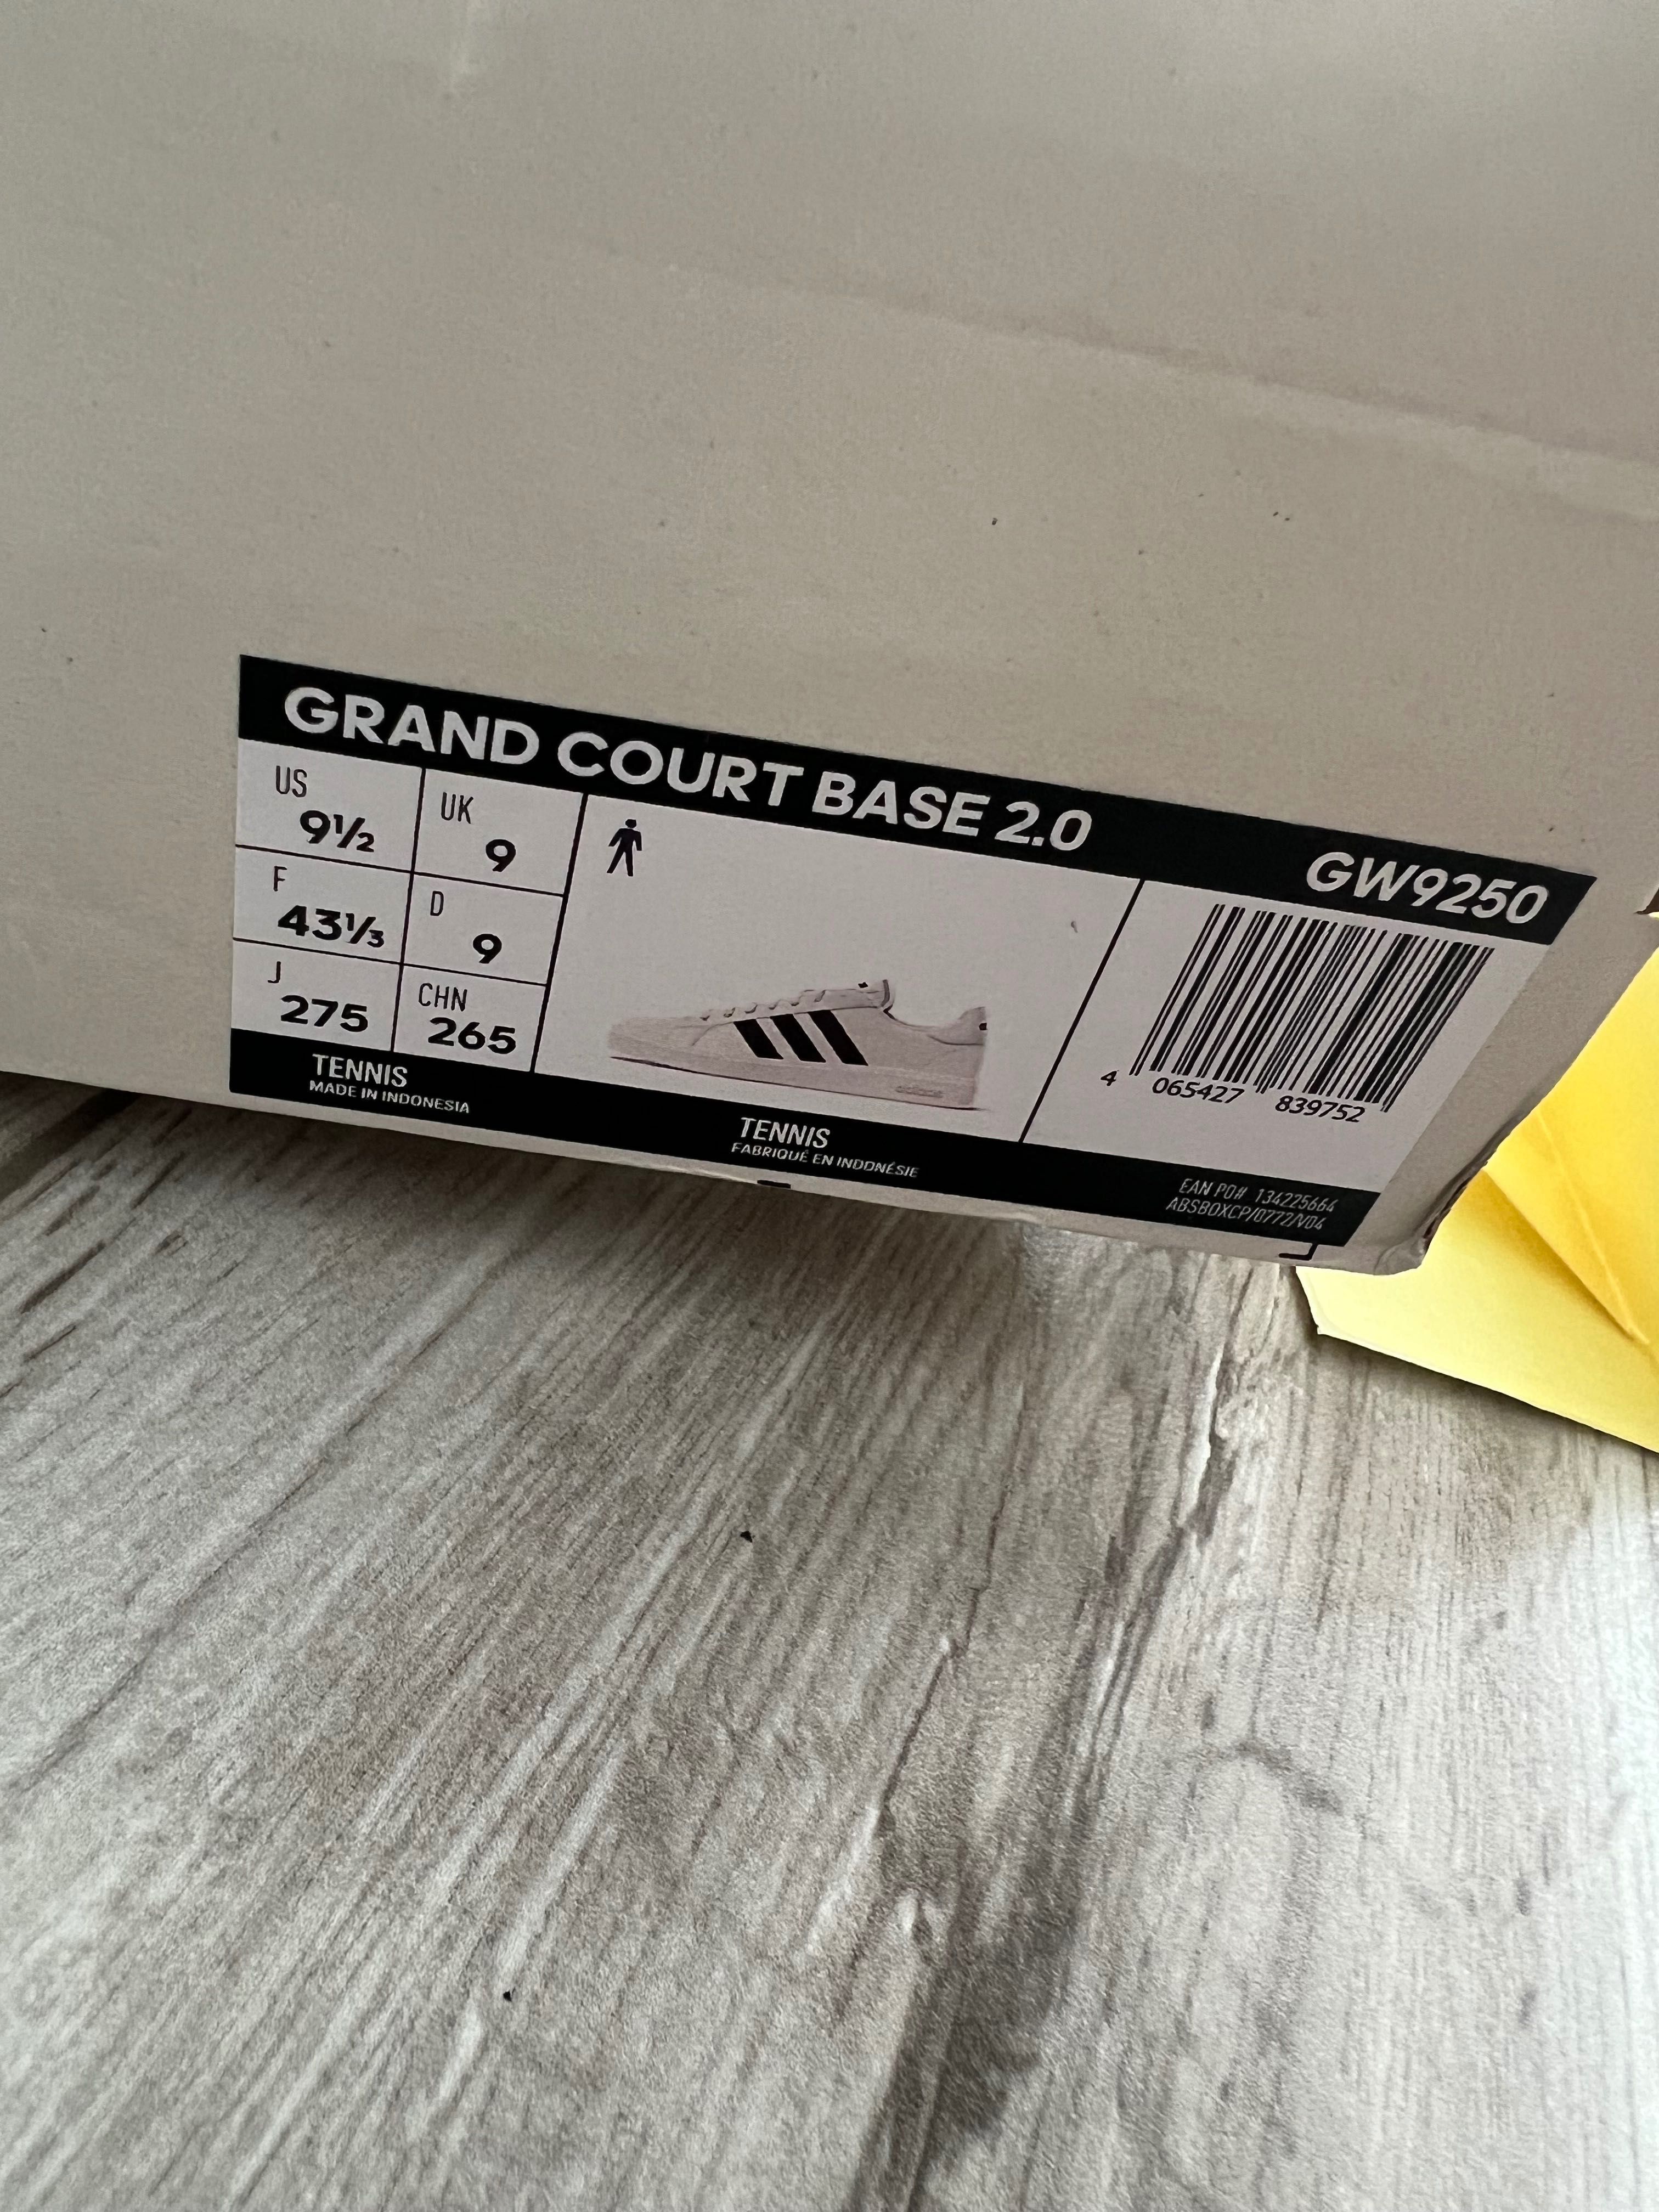 GRAND COURT BASE 2.0
GW9250
US
9½
UK
9
F
43⅓
D
9
J
275
CHN
265
4 065427 839752
TENNIS
MADE IN INDONESIA
TENNIS
FABRIQUÉ EN INDONÉSIE
EAN PO# 134225664
ABSBOXCP/0772/V04